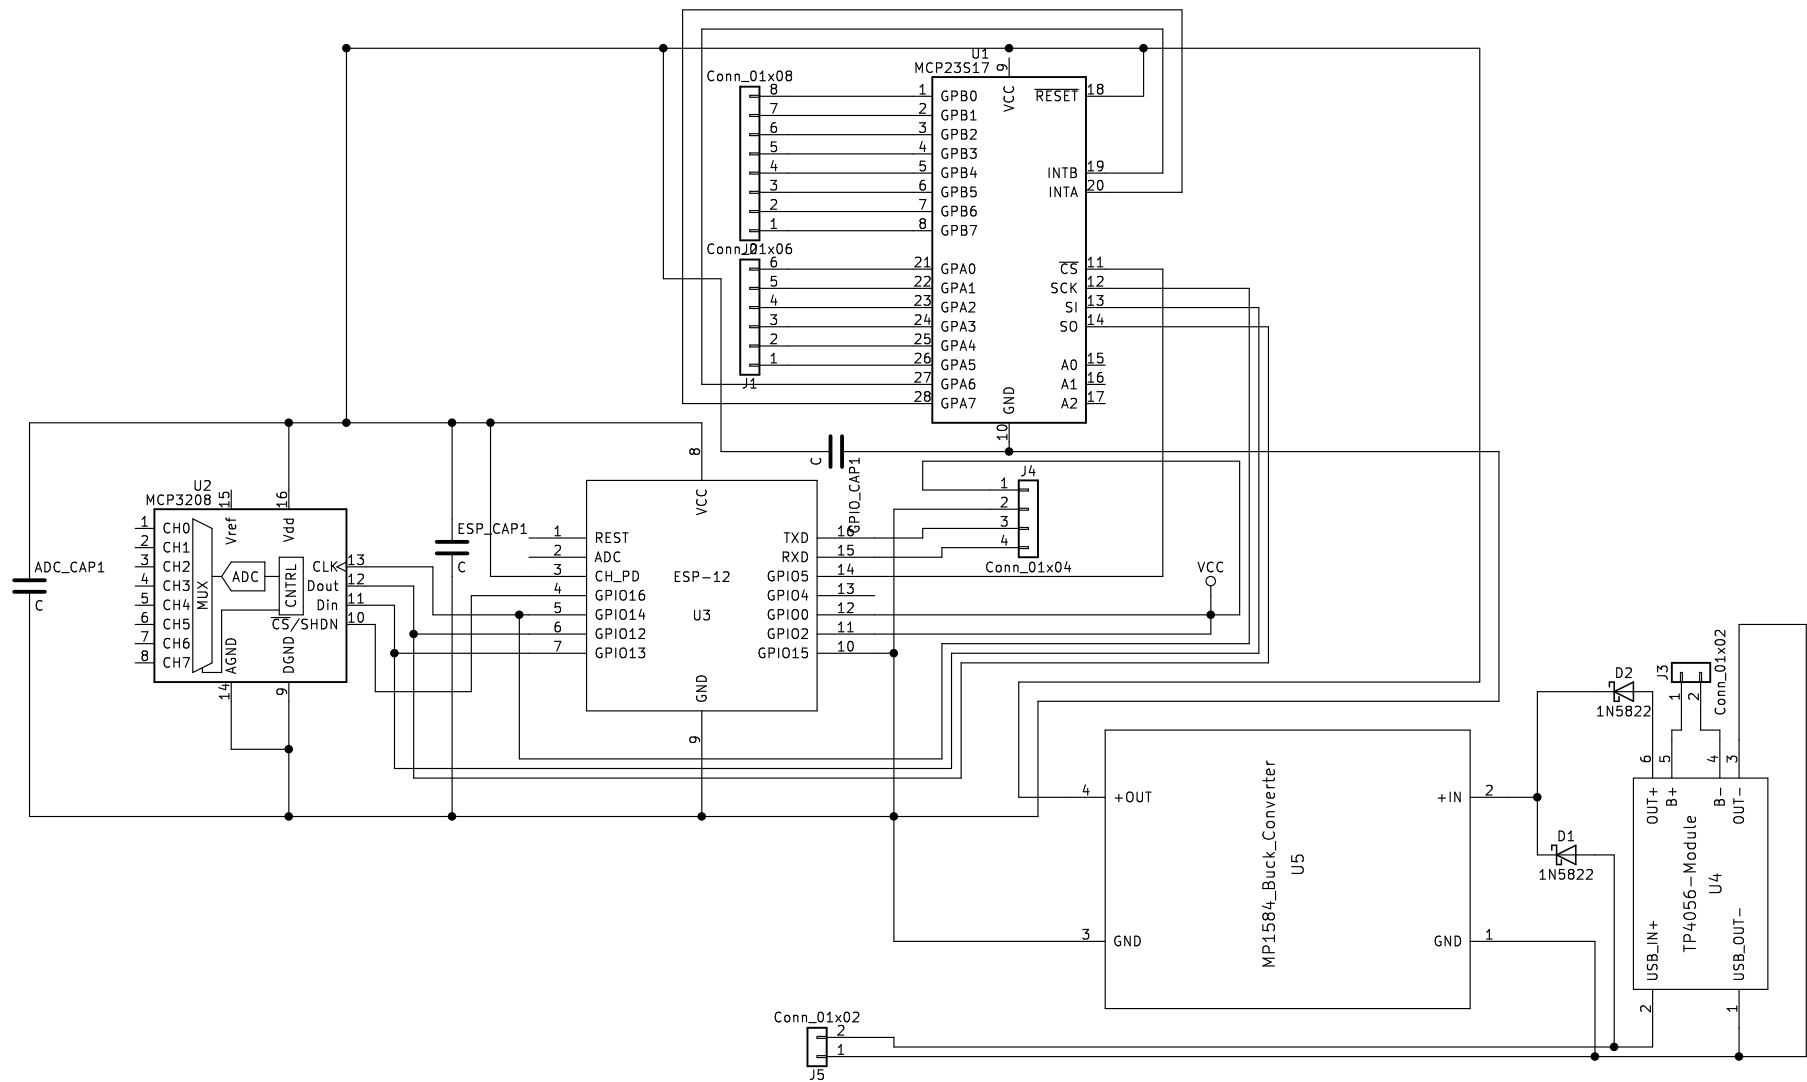 U1
MCP23S17
9
VCC
Conn_01x08
8
7
6
5
4
3
2
1
J2
1 GPB0
2 GPB1
3 GPB2
4 GPB3
5 GPB4
6 GPB5
7 GPB6
8 GPB7
RESET 18
INTB 19
INTA 20
Conn_01x06
6
5
4
3
2
1
J1
21 GPA0
22 GPA1
23 GPA2
24 GPA3
25 GPA4
26 GPA5
27 GPA6
28 GPA7
CS 11
SCK 12
SI 13
SO 14
A0 15
A1 16
A2 17
GND
10
C
GPIO_CAP1
U2
MCP3208
15
16
Vref
Vdd
1 CH0
2 CH1
3 CH2
4 CH3
5 CH4
6 CH5
7 CH6
8 CH7
MUX
ADC
CNTRL
CLK 13
Dout 12
Din 11
CS/SHDN 10
AGND
DGND
14
9
ADC_CAP1
C
ESP_CAP1
C
8
VCC
1 REST
2 ADC
3 CH_PD
4 GPIO16
5 GPIO14
6 GPIO12
7 GPIO13
ESP-12
U3
TXD 16
RXD 15
GPIO5 14
GPIO4 13
GPIO0 12
GPIO2 11
GPIO15 10
GND
9
J4
1
2
3
4
Conn_01x04
VCC
4 +OUT
3 GND
MP1584_Buck_Converter
U5
+IN 2
GND 1
D2
1N5822
D1
1N5822
J3
1
2
Conn_01x02
6
5
4
3
OUT+
B+
B-
OUT-
TP4056-Module
U4
USB_IN+
USB_OUT-
2
1
Conn_01x02
2
1
J5